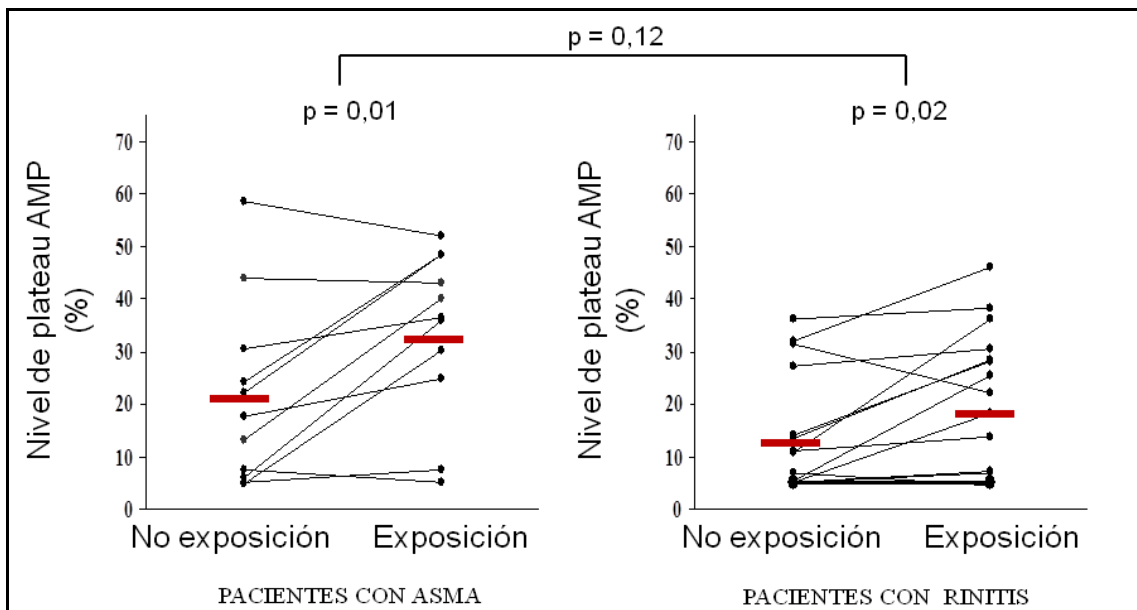 p = 0,12
p = 0,01
Nivel de plateau AMP
(%)
70
60
50
40
30
20
10
0
No exposición
Exposición
PACIENTES CON ASMA
p = 0,02
Nivel de plateau AMP
(%)
70
60
50
40
30
20
10
0
No exposición
Exposición
PACIENTES CON RINITIS